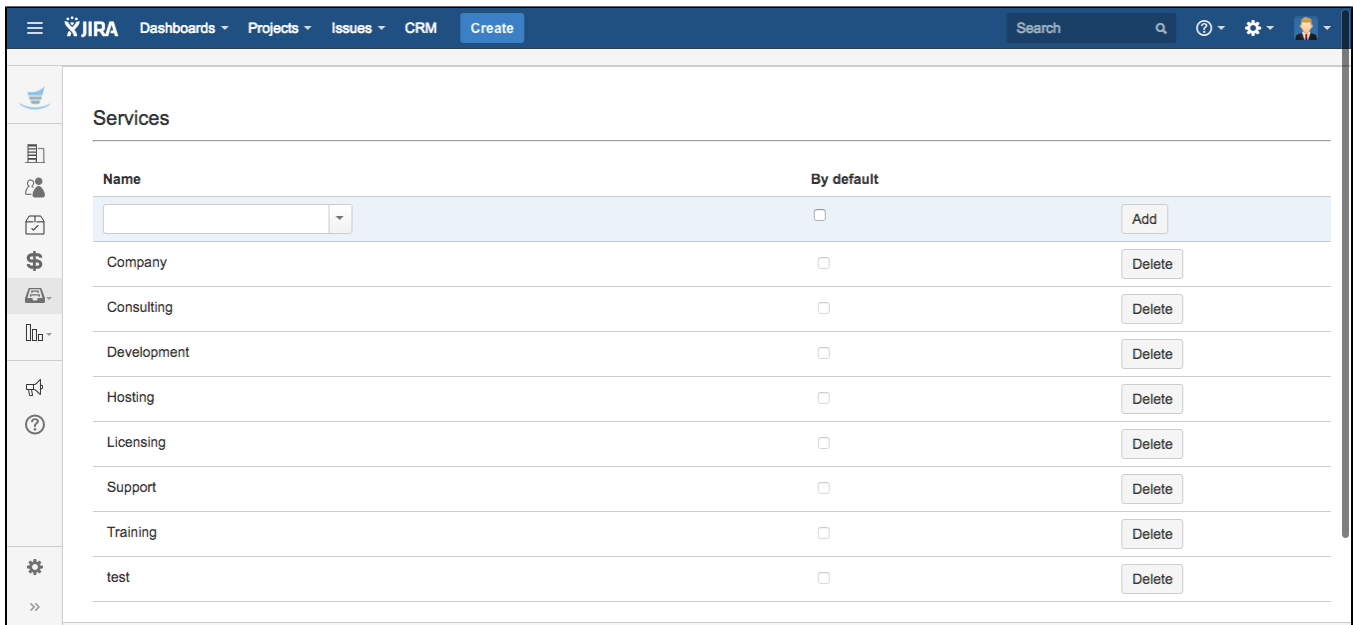 JIRA Dashboards Projects Issues CRM Create Search
Services
Name By default
Add
Company Delete
Consulting Delete
Development Delete
Hosting Delete
Licensing Delete
Support Delete
Training Delete
test Delete